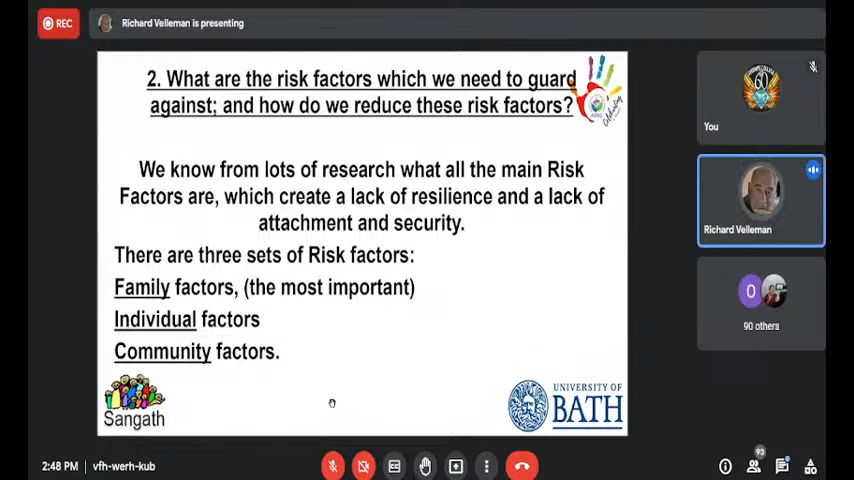 REC
Richard Velleman is presenting
2. What are the risk factors which we need to guard
against; and how do we reduce these risk factors?
We know from lots of research what all the main Risk
Factors are, which create a lack of resilience and a lack of
attachment and security.
There are three sets of Risk factors:
Family factors, (the most important)
Individual factors
Community factors.
Sangath
UNIVERSITY OF
BATH
60
You
Richard Velleman
O
90 others
2:48 PM | vfh-werh-kub
93